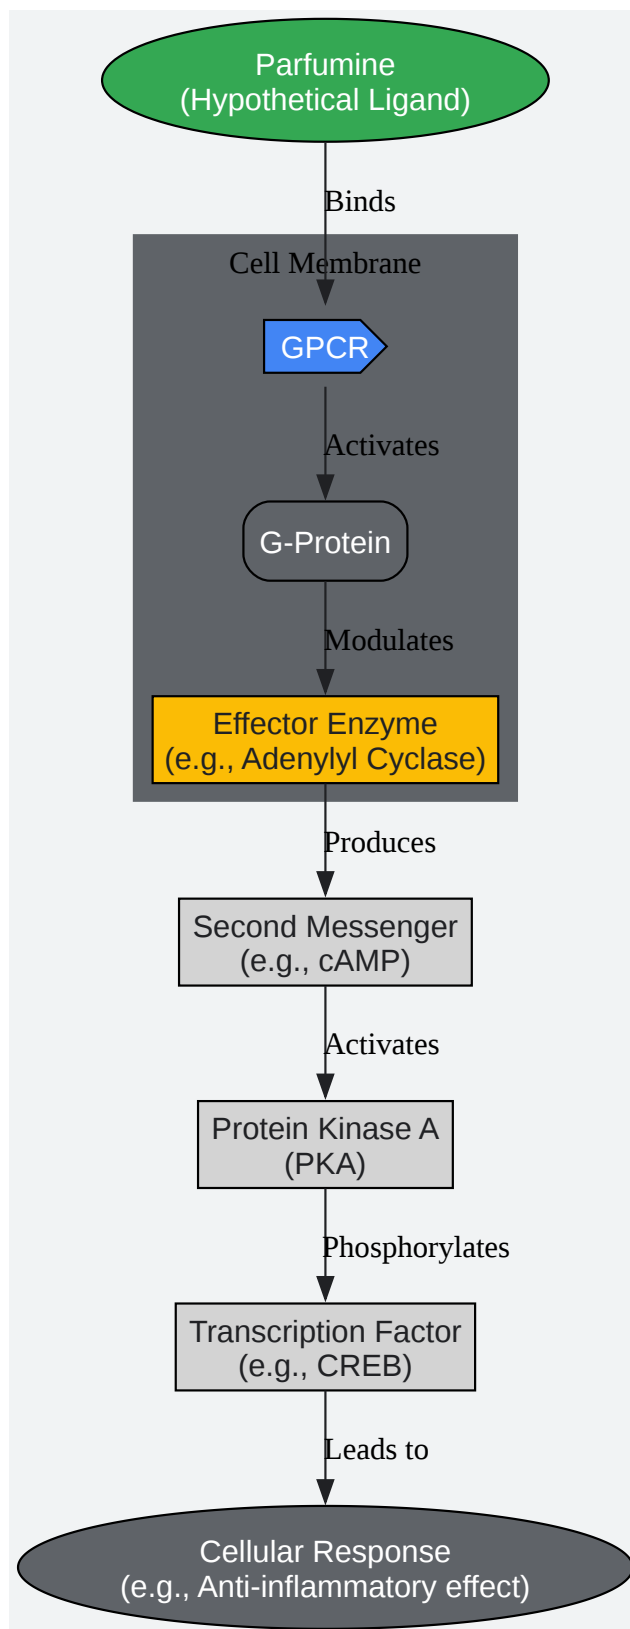 Parfumine
(Hypothetical Ligand)
Binds
Cell Membrane
GPCR
Activates
G-Protein
Modulates
Effector Enzyme
(e.g., Adenylyl Cyclase)
Produces
Second Messenger
(e.g., cAMP)
Activates
Protein Kinase A
(PKA)
Phosphorylates
Transcription Factor
(e.g., CREB)
Leads to
Cellular Response
(e.g., Anti-inflammatory effect)